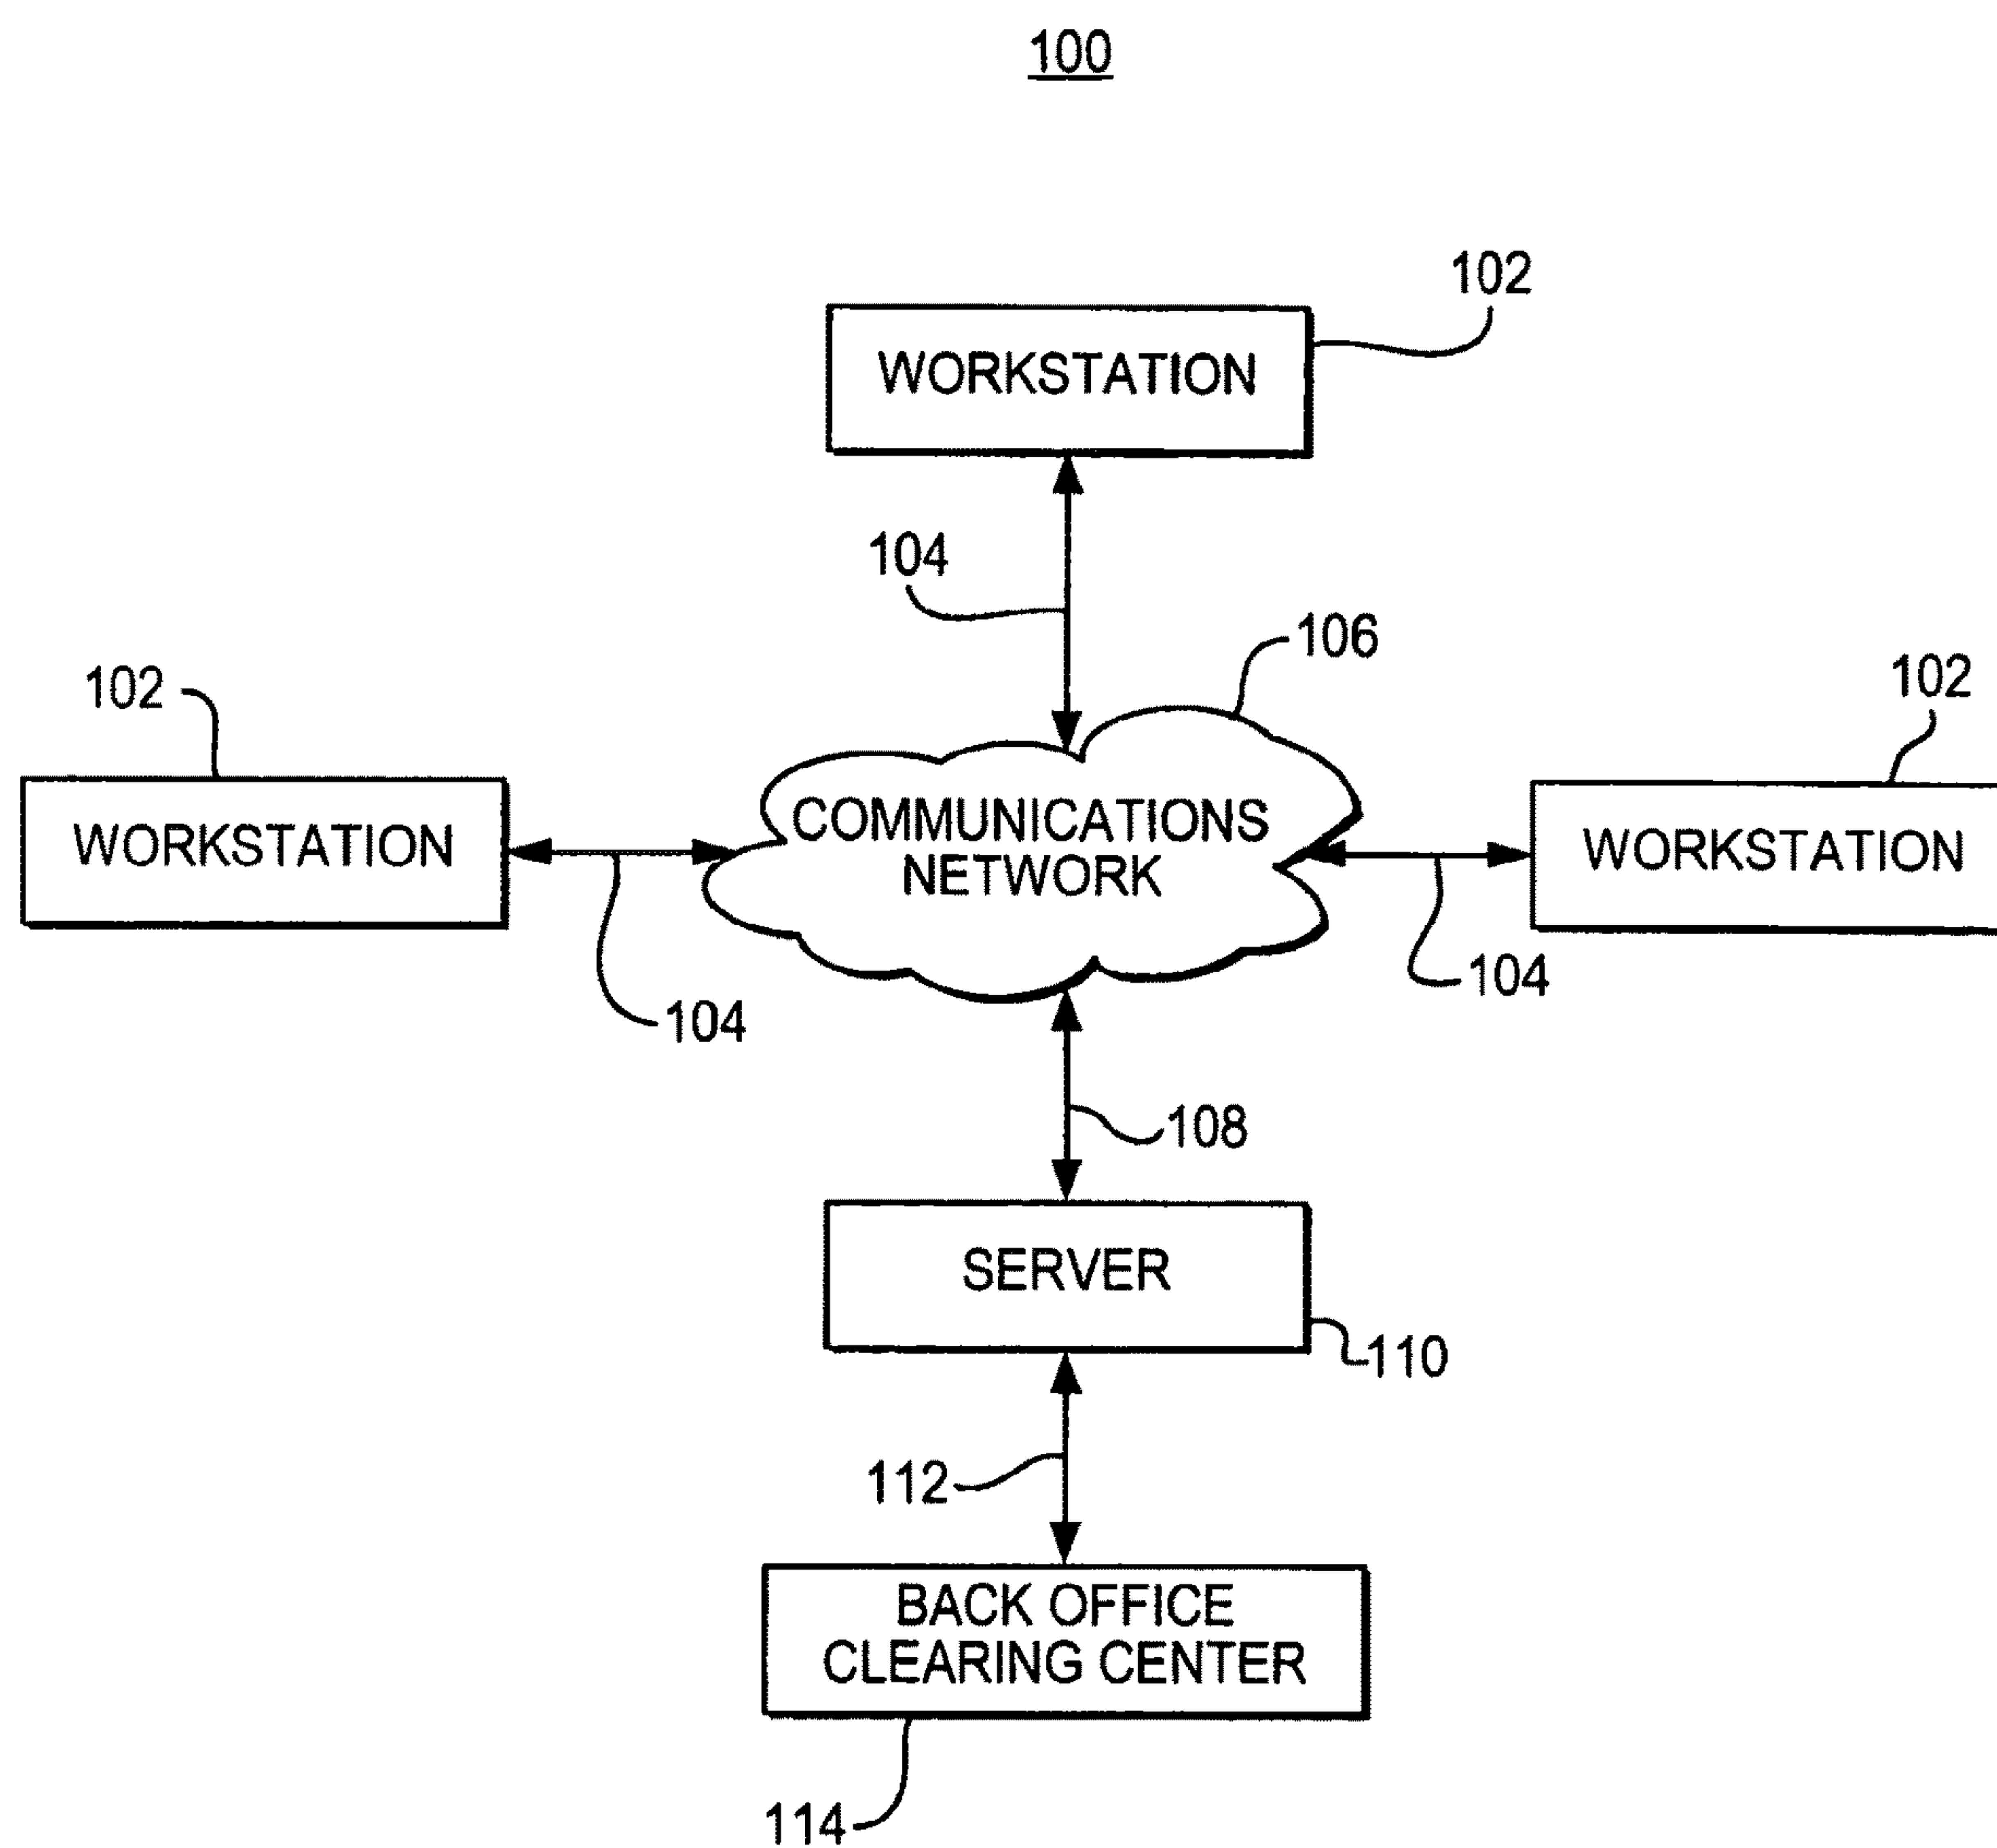 100
102
WORKSTATION
104
106
102
102
WORKSTATION
COMMUNICATIONS
NETWORK
WORKSTATION
104
104
108
SERVER
110
112
BACK OFFICE
CLEARING CENTER
114